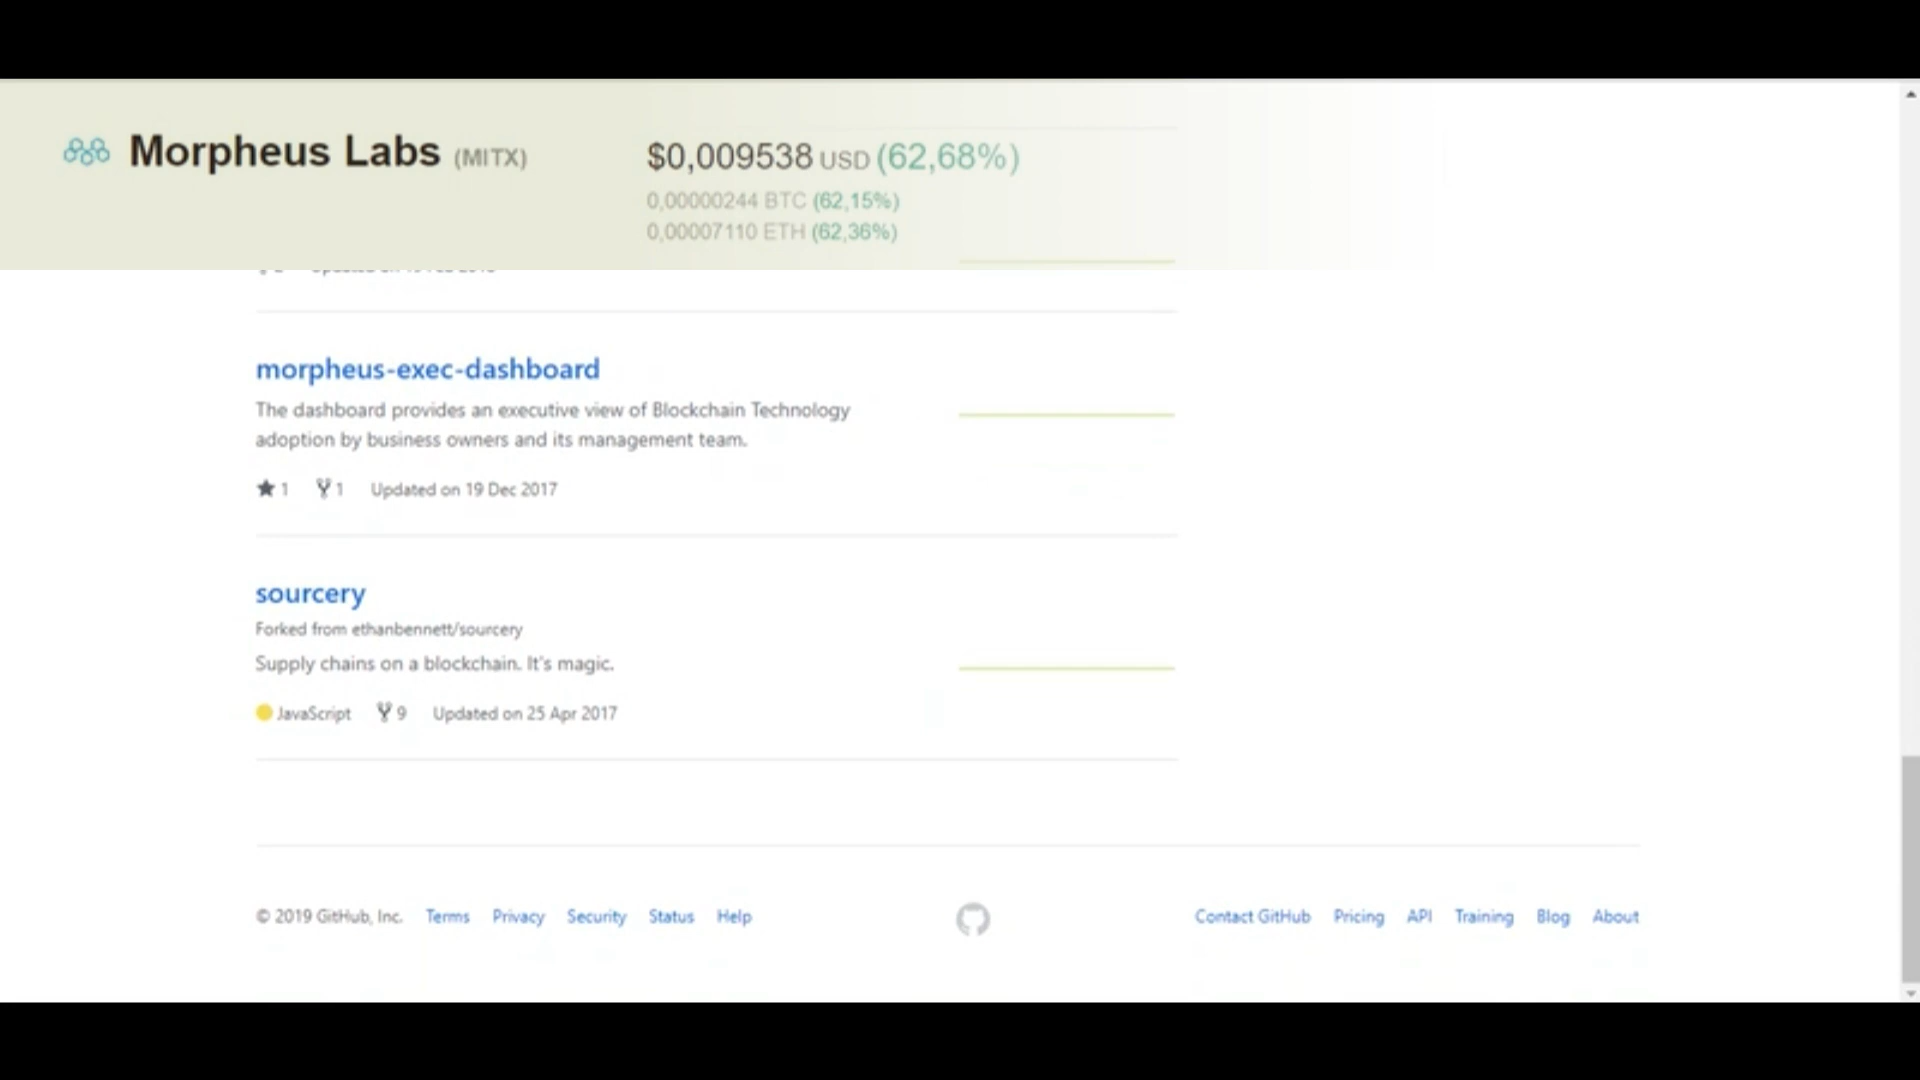 Morpheus Labs (MITX)
$0,009538 USD (62,68%)
0,00000244 BTC (62,15%)
0,00007110 ETH (62,36%)
morpheus-exec-dashboard
The dashboard provides an executive view of Blockchain Technology
adoption by business owners and its management team.
1 1 Updated on 19 Dec 2017
sourcery
Forked from ethanbennett/sourcery
Supply chains on a blockchain. It's magic.
JavaScript 9 Updated on 25 Apr 2017
© 2019 GitHub, Inc. Terms Privacy Security Status Help Contact GitHub Pricing API Training Blog About